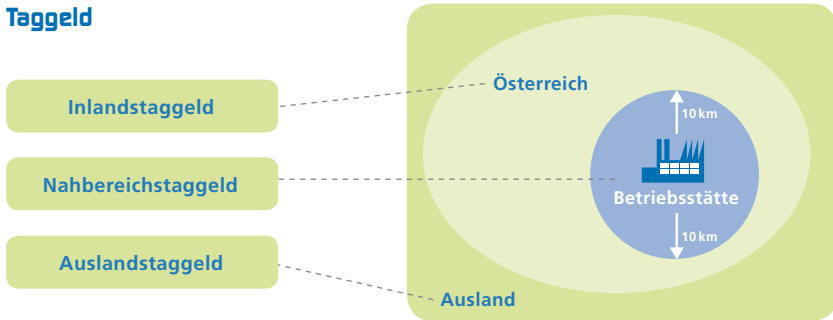 Taggeld
Inlandstaggeld
Nahbereichstaggeld
Auslandstaggeld
Österreich
10 km
Betriebsstätte
10 km
Ausland